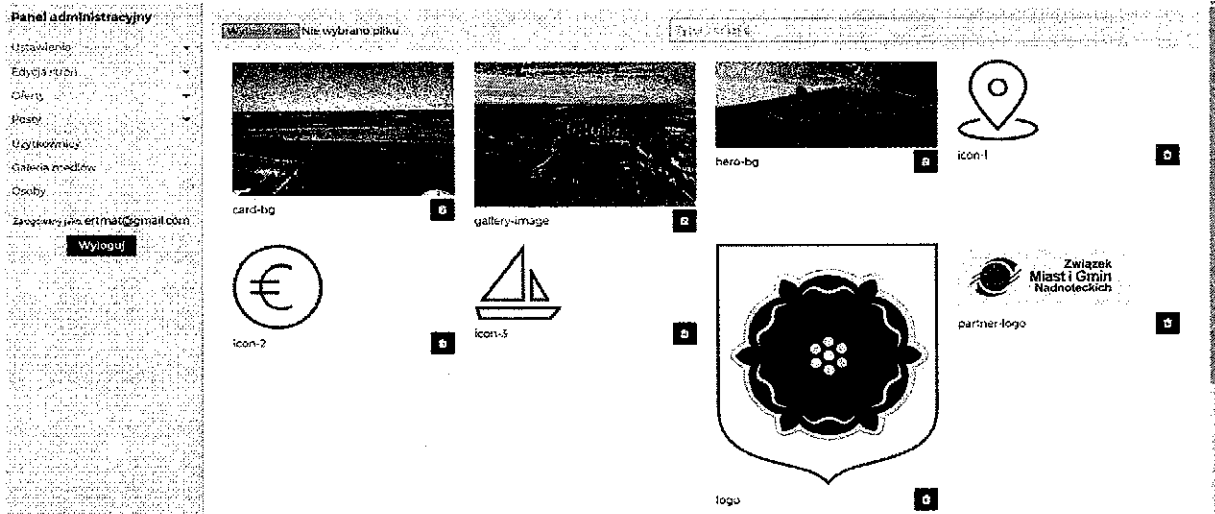 Panel administracyjny
Ustawienia
Edycja stron
Oferty
Posty
Użytkownicy
Galeria mediów
Osoby
Zalogowany jako ertmat@gmail.com
Wyloguj
Wybierz plik Nie wybrano pliku
card-bg
gallery-image
hero-bg
icon-1
icon-2
icon-3
logo
Związek
Miast i Gmin
Nadnoteckich
partner-logo